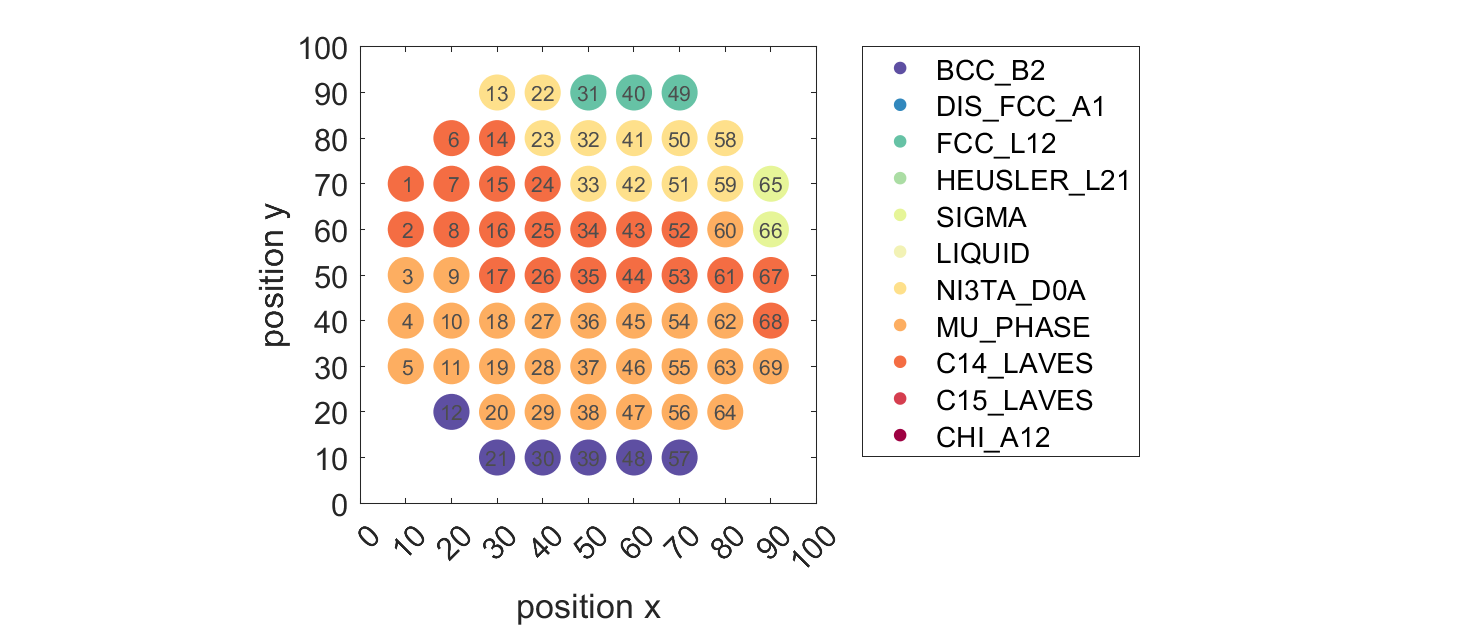 100
90
80
70
60
50
40
30
20
10
0
position y
13 22 31 40 49
6 14 23 32 41 50 58
1 7 15 24 33 42 51 59 65
2 8 16 25 34 43 52 60 66
3 9 17 26 35 44 53 61 67
4 10 18 27 36 45 54 62 68
5 11 19 28 37 46 55 63 69
12 20 29 38 47 56 64
21 30 39 48 57
0 10 20 30 40 50 60 70 80 90 100
position x
BCC_B2
DIS_FCC_A1
FCC_L12
HEUSLER_L21
SIGMA
LIQUID
NI3TA_D0A
MU_PHASE
C14_LAVES
C15_LAVES
CHI_A12